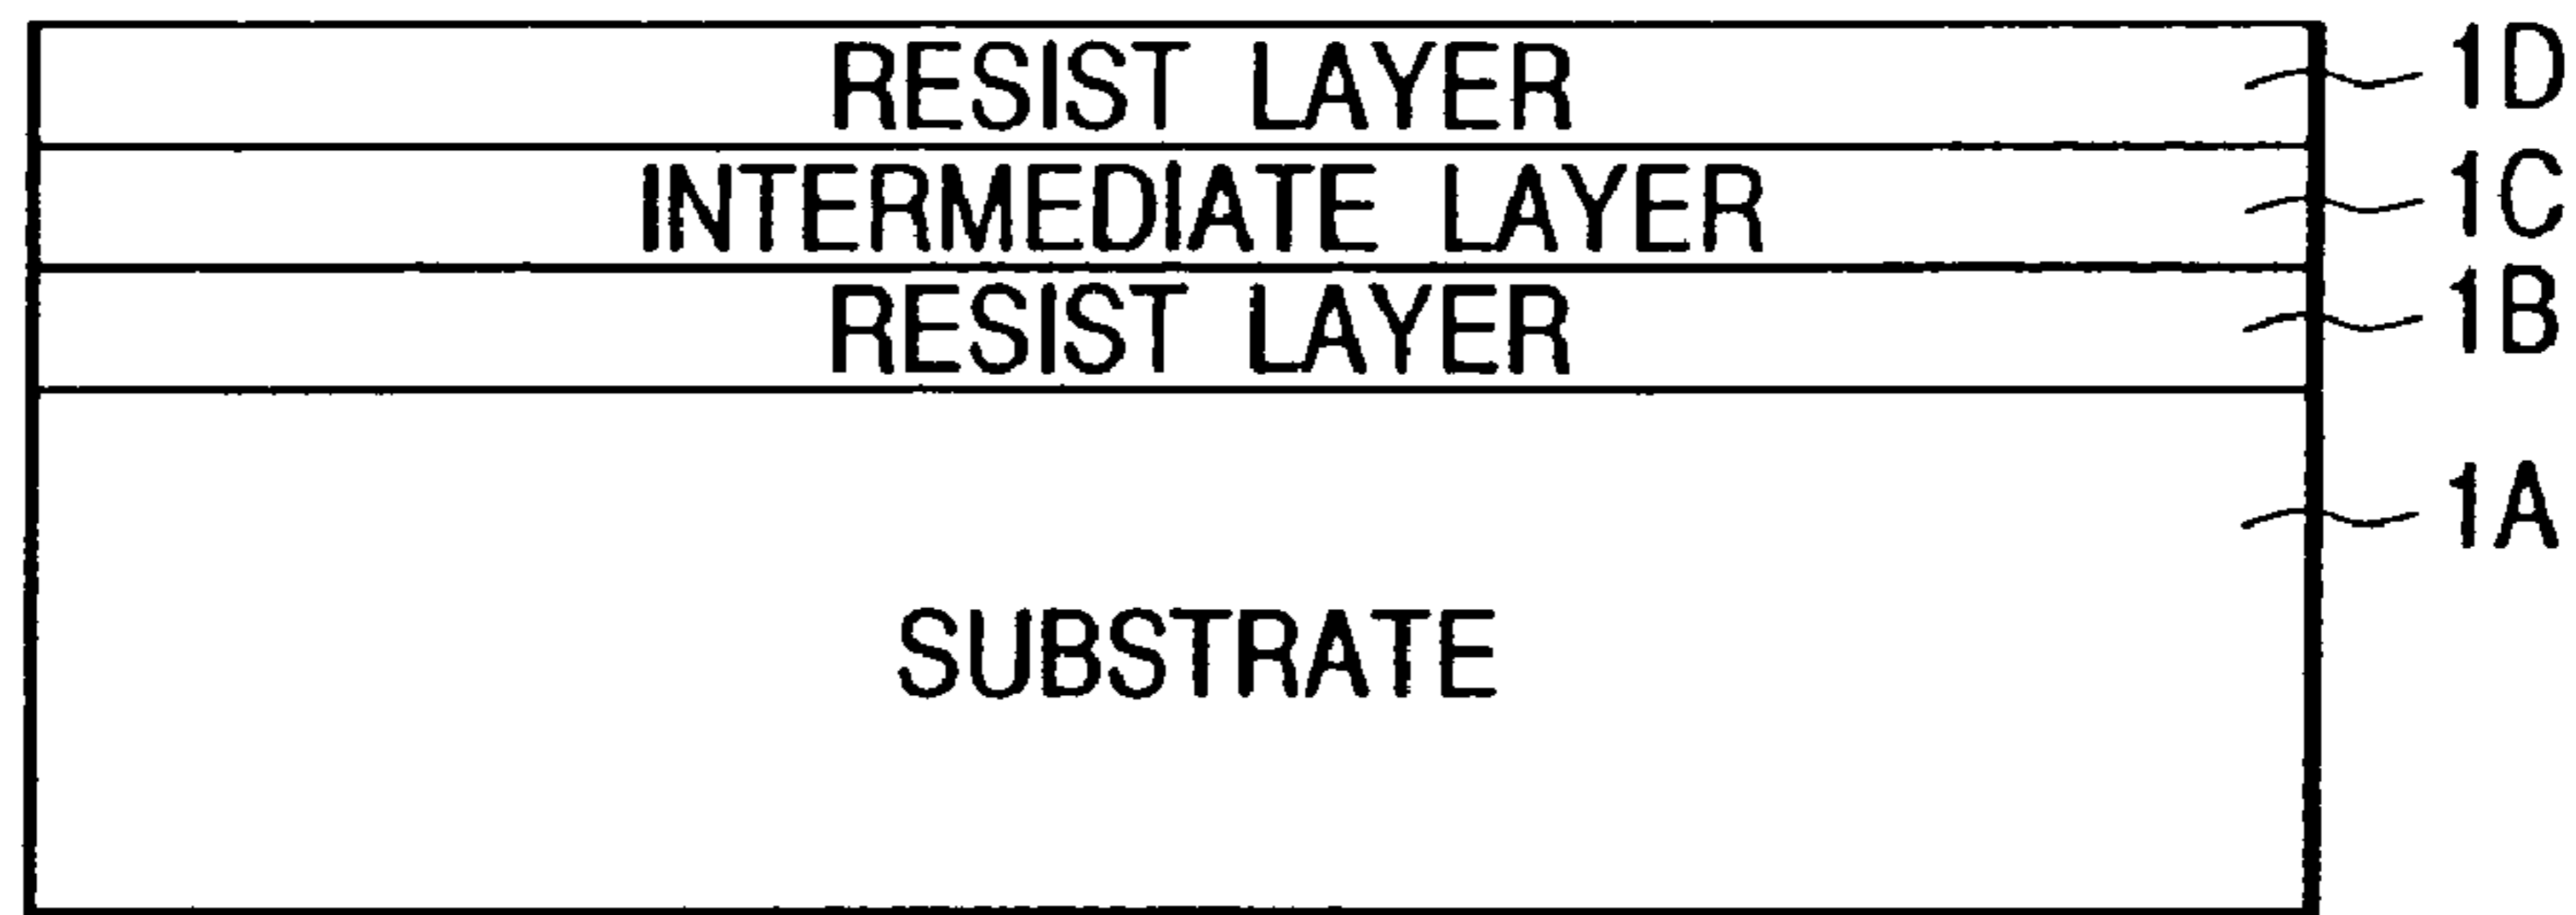 RESIST LAYER 1D
INTERMEDIATE LAYER 1C
RESIST LAYER 1B
1A
SUBSTRATE